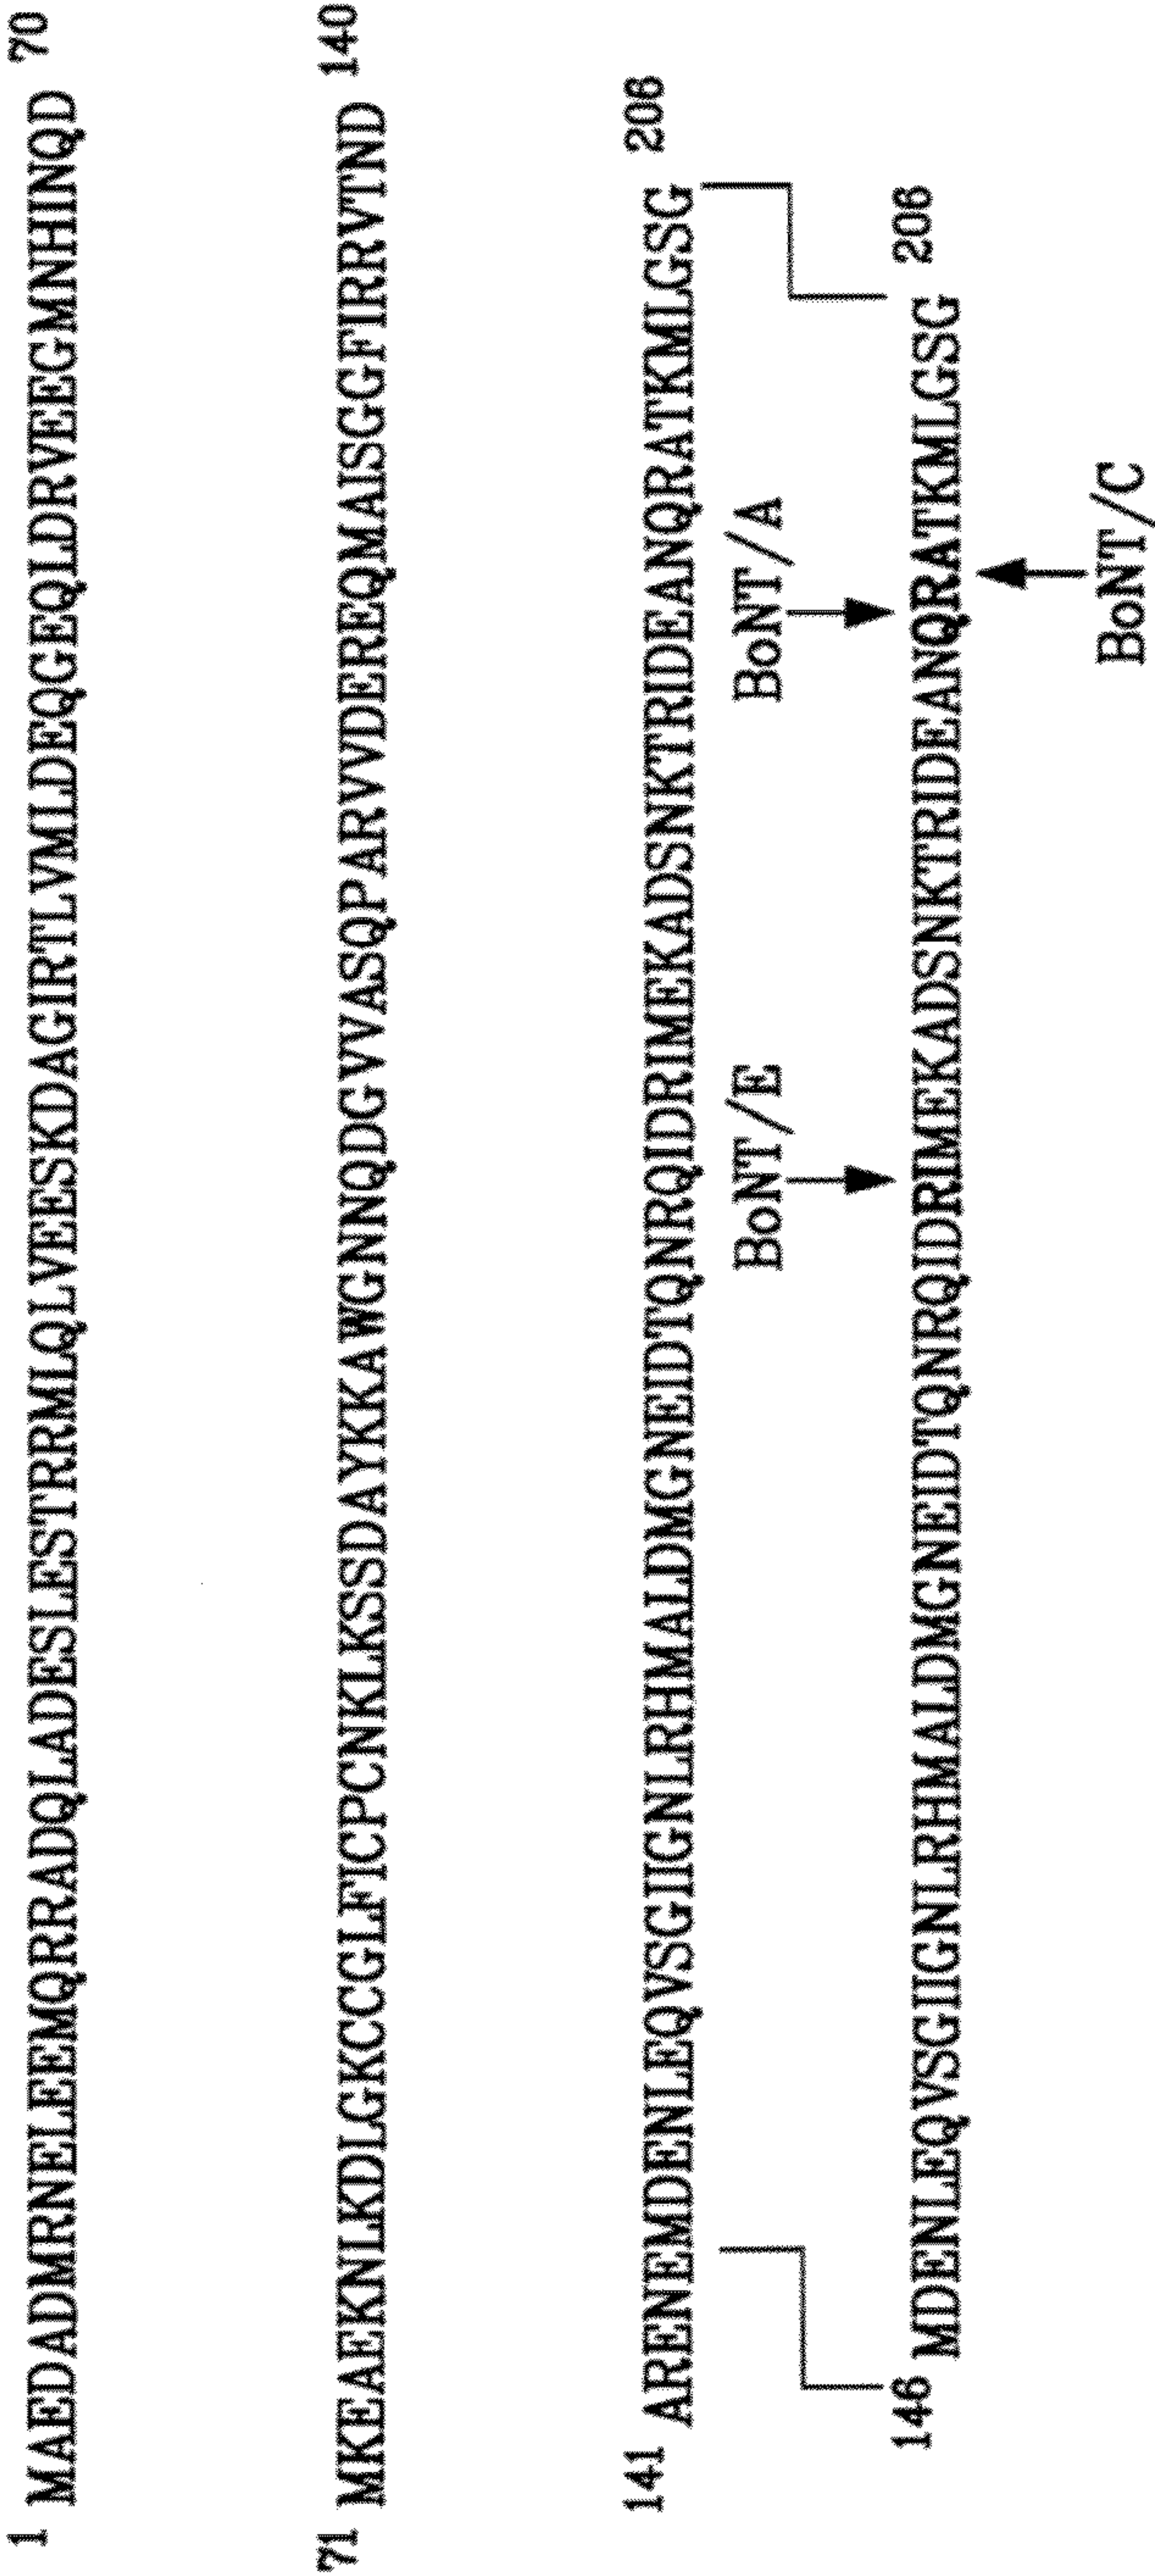 1 MAEDADMRNELEEMQRRADQLADESLESTRRMLQLVEESKDAGIRTLVMLDEQGEQLDRVEEGMNHINQD 70
71 MKEAEKNLKDLGKCCGLFICPCNKLKSSDAYKKAWGNNQDGVVASQPARVVDEREQMAISGGFIRRVTND 140
141 ARENEMDENLEQVSGIIGNLRHMALDMGNEIDTQNRQIDRIMEKADSNKTRIDEANQRATKMLGSG 206
BoNT/E BoNT/A
146 MDENLEQVSGIIGNLRHMALDMGNEIDTQNRQIDRIMEKADSNKTRIDEANQRATKMLGSG 206
BoNT/C